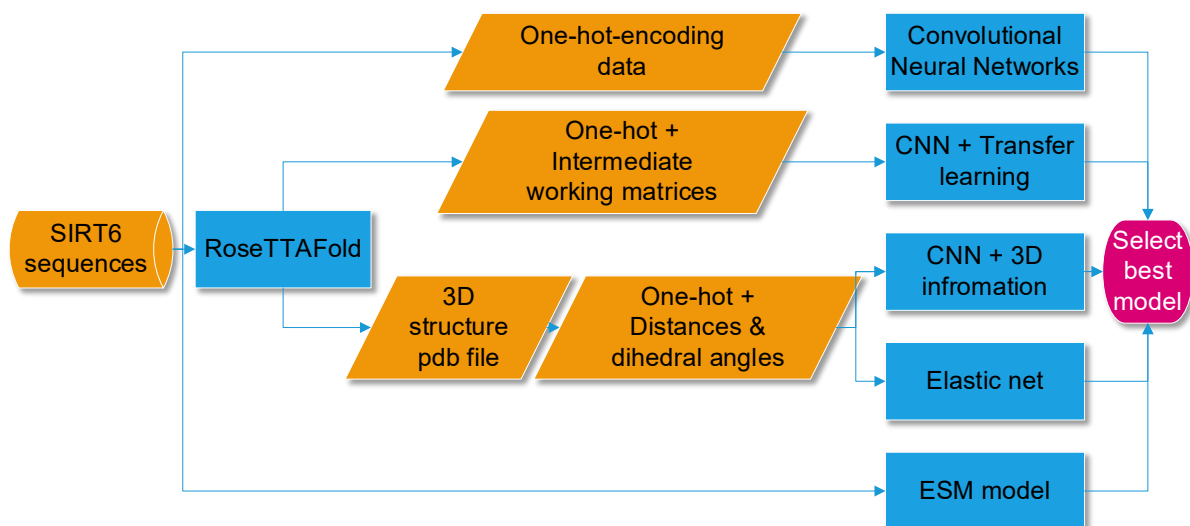 One-hot-encoding
data
Convolutional
Neural Networks
One-hot +
Intermediate
working matrices
CNN + Transfer
learning
SIRT6
sequences
RoseTTAFold
3D
structure
pdb file
One-hot +
Distances &
dihedral angles
CNN + 3D
infromation
Select
best
model
Elastic net
ESM model